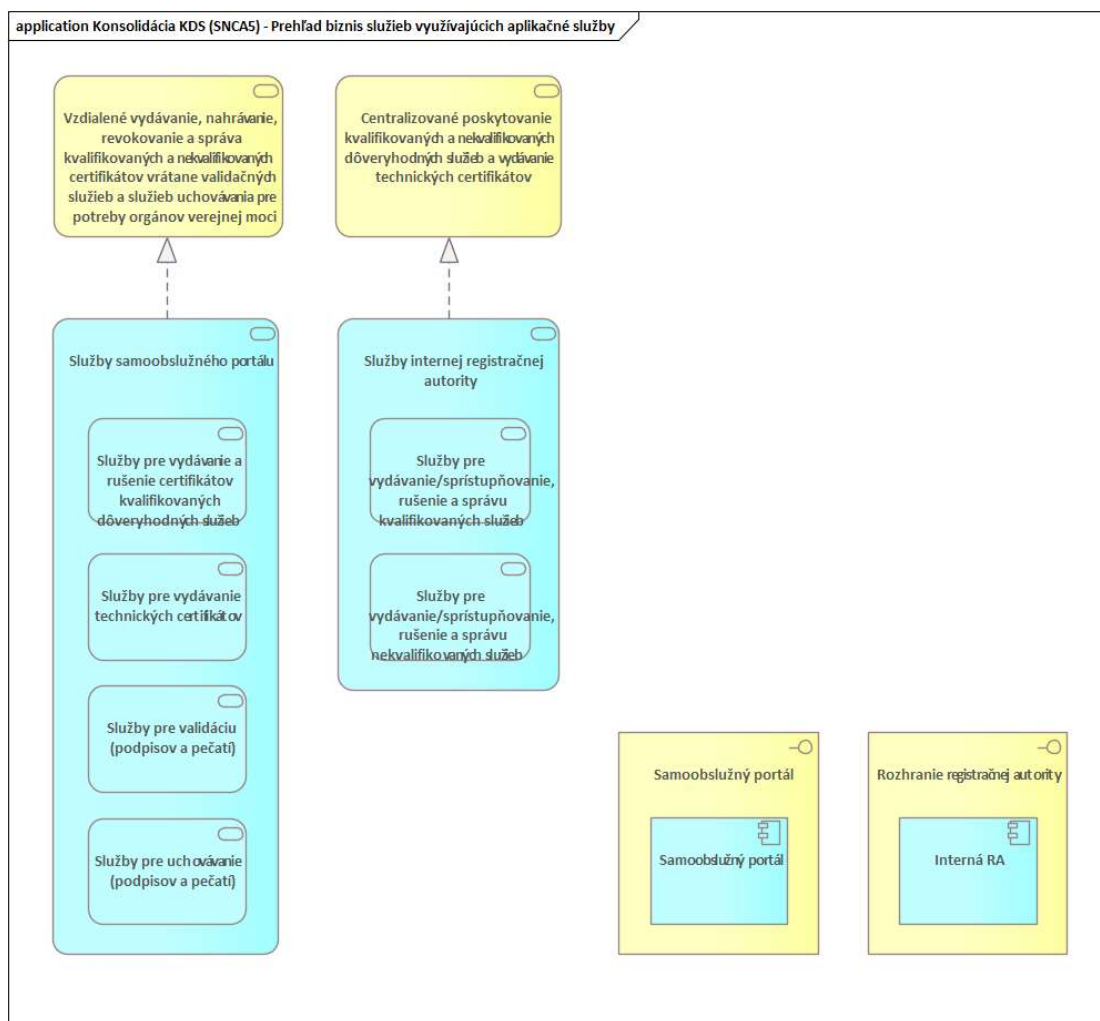 application Konsolidácia KDS (SNCA5) - Prehľad biznis služieb využívajúcich aplikačné služby
Vzdialené vydávanie, nahrávanie,
revokovanie a správa
kvalifikovaných a nekvalifikovaných
certifikátov vrátane validačných
služieb a služieb uchovávania pre
potreby orgánov verejnej moci
Centralizované poskytovanie
kvalifikovaných a nekvalifikovaných
dôveryhodných služieb a vydávanie
technických certifikátov
Služby samoobslužného portálu
Služby pre vydávanie a
rušenie certifikátov
kvalifikovaných
dôveryhodných služieb
Služby pre vydávanie
technických certifikátov
Služby pre validáciu
(podpisov a pečatí)
Služby pre uchovávanie
(podpisov a pečatí)
Služby internej registračnej
autority
Služby pre
vydávanie/sprístupňovanie,
rušenie a správu
kvalifikovaných služieb
Služby pre
vydávanie/sprístupňovanie,
rušenie a správu
nekvalifikovaných služieb
Samoobslužný portál
Samoobslužný portál
Rozhranie registračnej autority
Interná RA